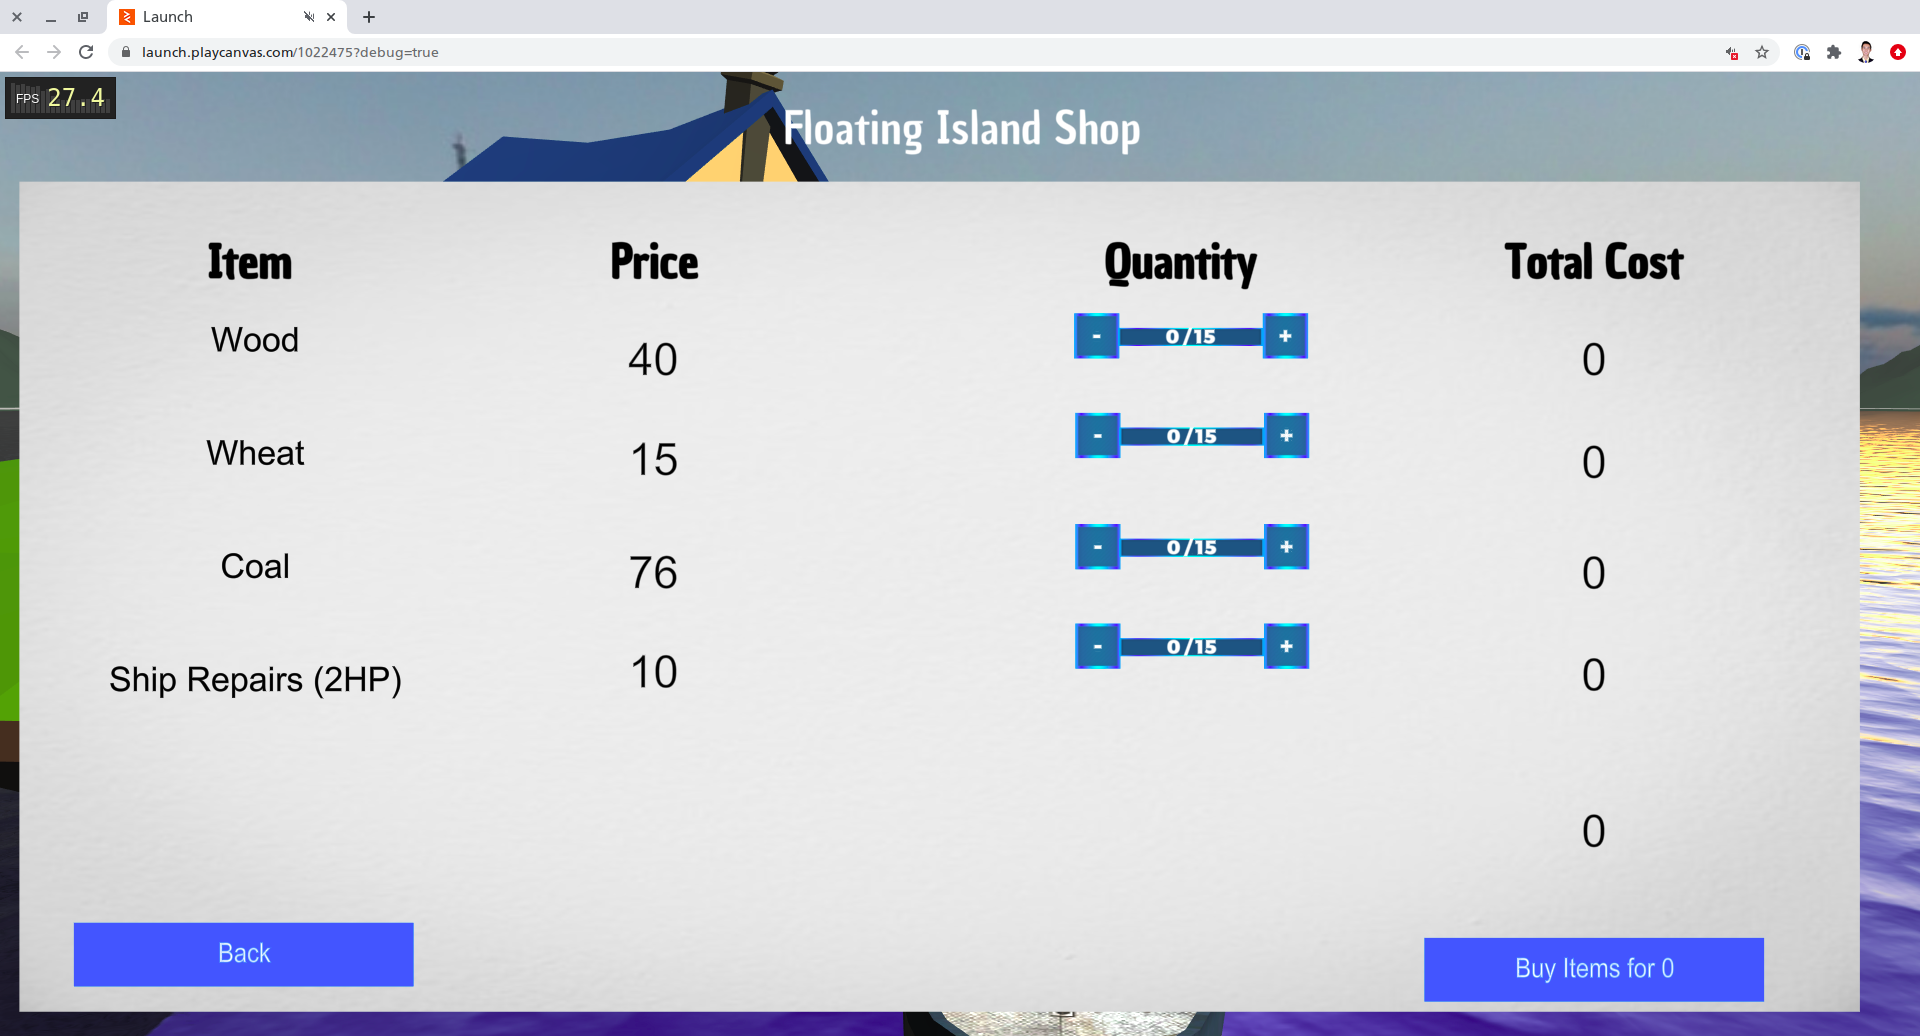 Launch
launch.playcanvas.com/1022475?debug=true
FPS 27.4
Floating Island Shop
Item Price Quantity Total Cost
Wood 40 - 0/15 + 0
Wheat 15 - 0/15 + 0
Coal 76 - 0/15 + 0
Ship Repairs (2HP) 10 - 0/15 + 0
0
Back
Buy Items for 0